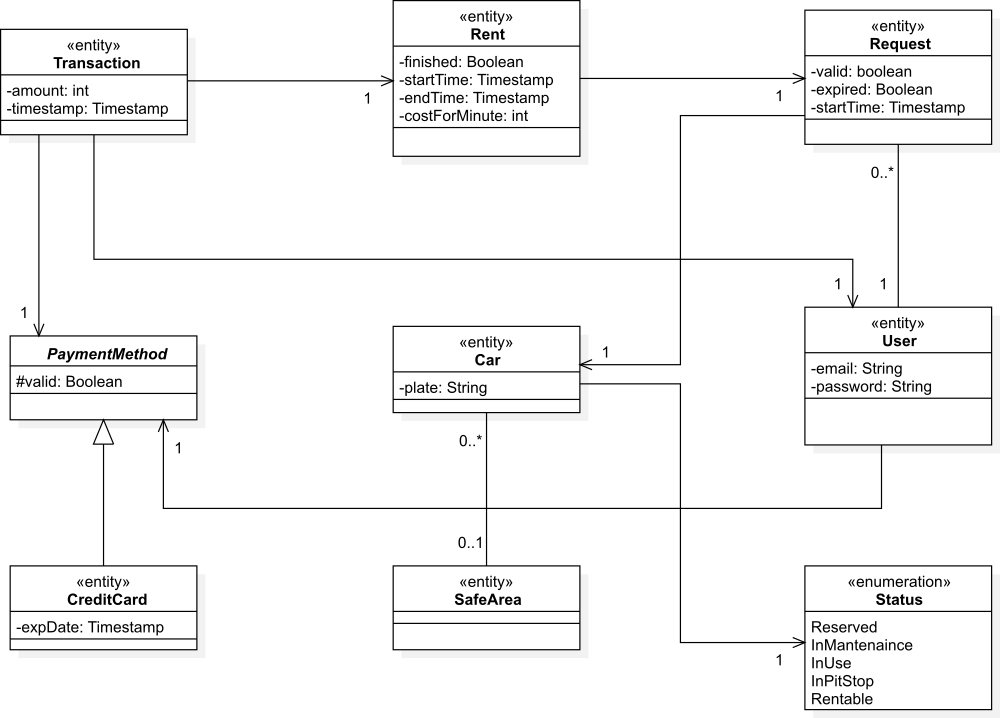 «entity»
Transaction
-amount: int
-timestamp: Timestamp
«entity»
Rent
-finished: Boolean
-startTime: Timestamp
-endTime: Timestamp
-costForMinute: int
«entity»
Request
-valid: boolean
-expired: Boolean
-startTime: Timestamp
1
1
0..*
1
1
1
1
PaymentMethod
#valid: Boolean
«entity»
Car
-plate: String
«entity»
User
-email: String
-password: String
1
0..*
0..1
«entity»
CreditCard
-expDate: Timestamp
«entity»
SafeArea
1
«enumeration»
Status
Reserved
InMantenaince
InUse
InPitStop
Rentable